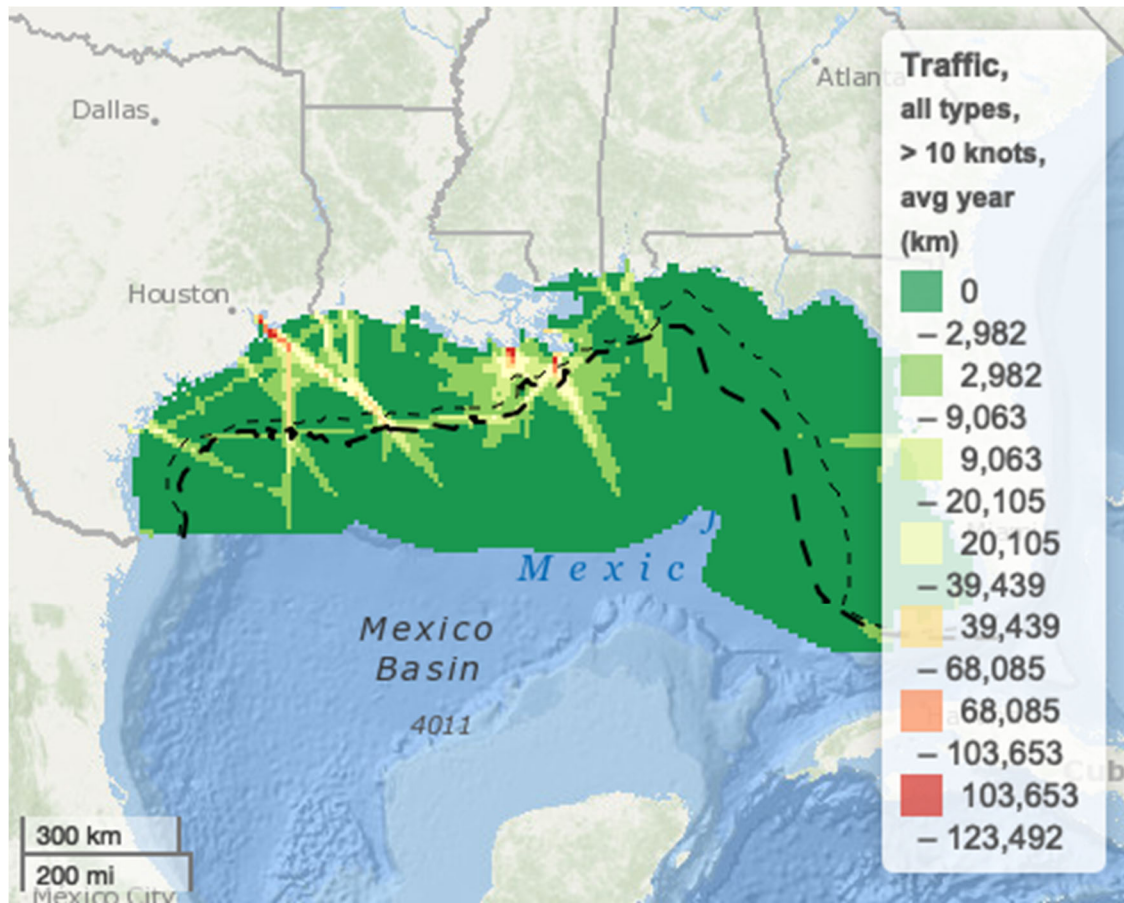 Traffic,
all types,
> 10 knots,
avg year
(km)
0
– 2,982
2,982
– 9,063
9,063
– 20,105
20,105
– 39,439
39,439
– 68,085
68,085
– 103,653
103,653
– 123,492
Atlanta
Dallas
Houston
Miami
Mexic
Mexico
Basin
4011
Cub
300 km
200 mi
Mexico City